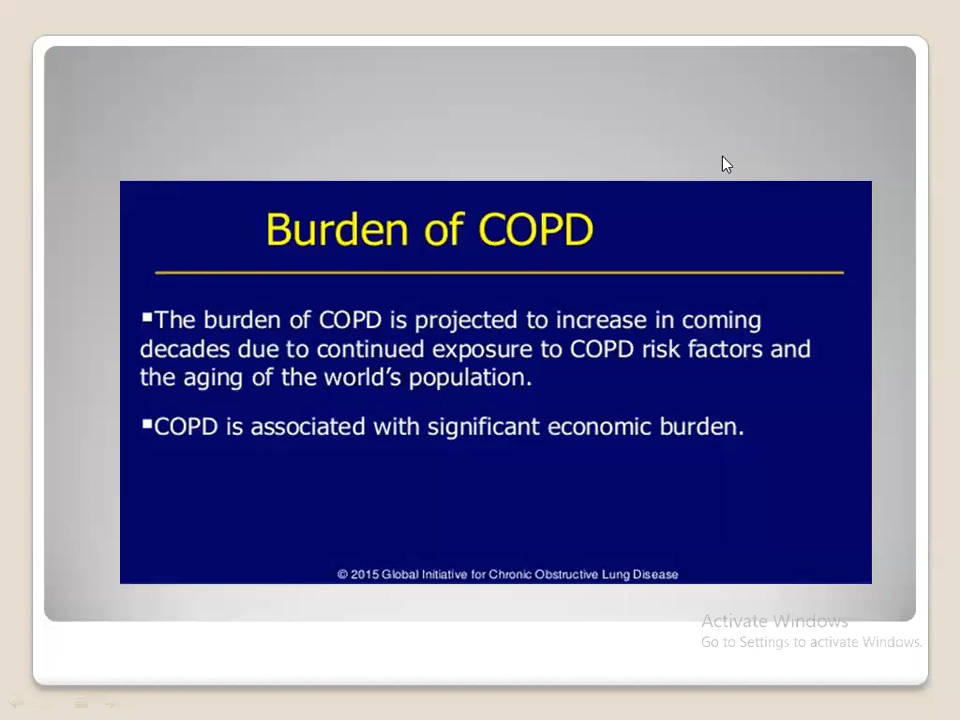 Burden of COPD
▪The burden of COPD is projected to increase in coming
decades due to continued exposure to COPD risk factors and
the aging of the world's population.
▪COPD is associated with significant economic burden.
© 2015 Global Initiative for Chronic Obstructive Lung Disease
Activate Windows
Go to Settings to activate Windows.